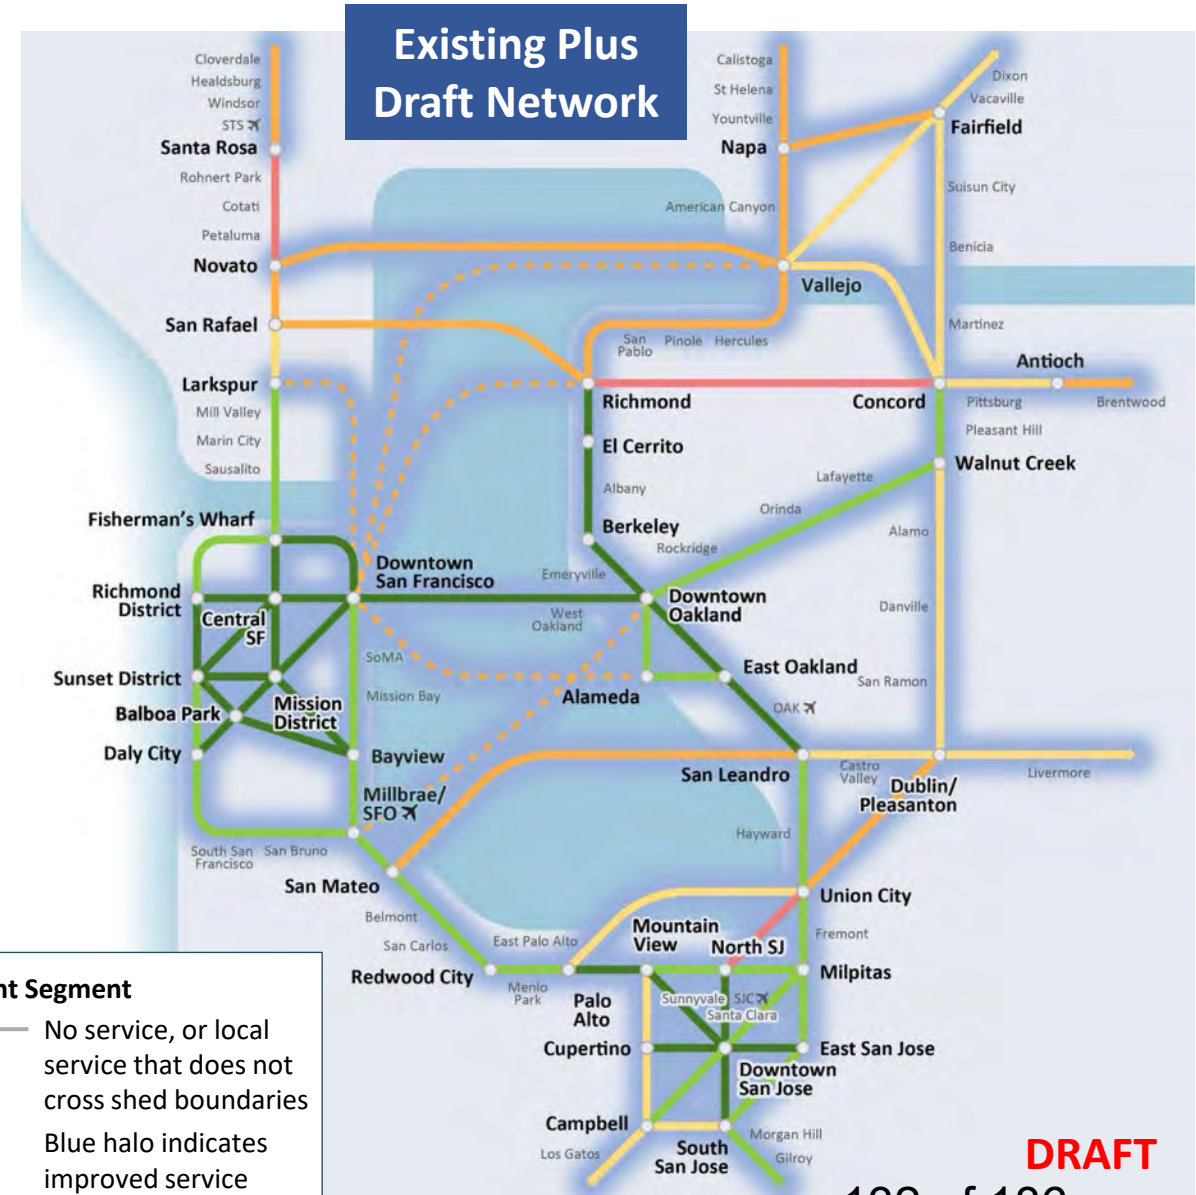 Existing Plus
Draft Network
Cloverdale
Healdsburg
Windsor
STS
Santa Rosa
Rohnert Park
Cotati
Petaluma
Novato
San Rafael
Larkspur
Mill Valley
Marin City
Sausalito
Fisherman's Wharf
Richmond
District
Central
SF
Sunset District
Balboa Park
Mission
District
Daly City
Downtown
San Francisco
SoMA
Mission Bay
Bayview
Millbrae/
SFO
South San
Francisco
San Bruno
San Mateo
Belmont
San Carlos
Redwood City
East Palo Alto
Menlo
Park
Palo
Alto
Calistoga
St Helena
Yountville
Napa
American Canyon
Dixon
Vacaville
Fairfield
Suisun City
Benicia
Vallejo
Martinez
San
Pablo
Pinole
Hercules
Richmond
Concord
Antioch
Pittsburg
Brentwood
Pleasant Hill
Walnut Creek
El Cerrito
Albany
Berkeley
Lafayette
Orinda
Rockridge
Emeryville
West
Oakland
Downtown
Oakland
Alamo
Danville
San Ramon
Alameda
East Oakland
OAK
San Leandro
Castro
Valley
Dublin/
Pleasanton
Livermore
Hayward
Union City
Fremont
Mountain
View
North SJ
Milpitas
Sunnyvale
SJC
Santa Clara
Cupertino
East San Jose
Downtown
San Jose
Campbell
Los Gatos
South
San Jose
Morgan Hill
Gilroy
nt Segment
No service, or local
service that does not
cross shed boundaries
Blue halo indicates
improved service
DRAFT